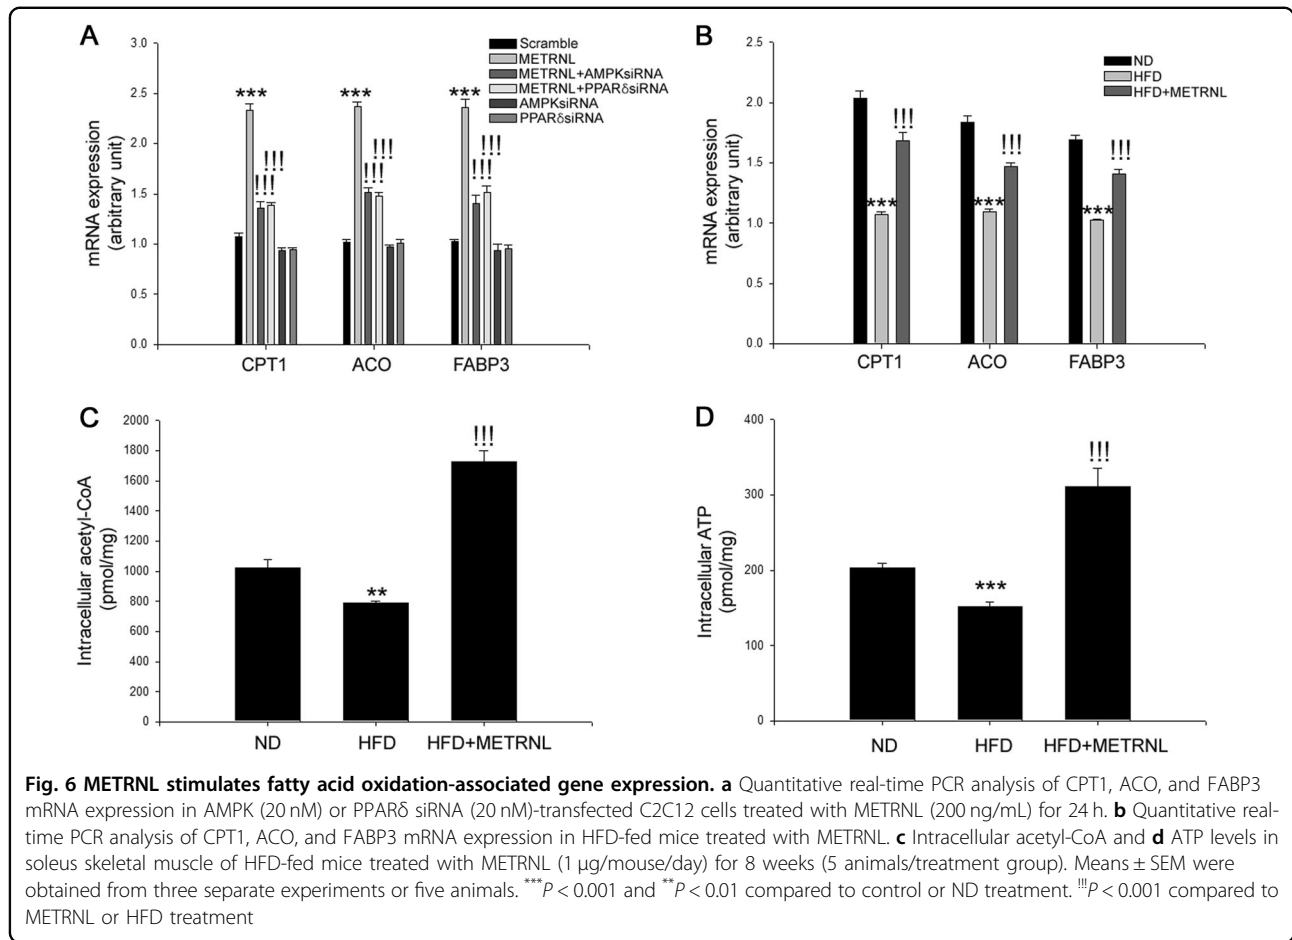 A
3.0
2.5
2.0
1.5
1.0
0.5
0.0
mRNA expression
(arbitrary unit)
Scramble
METRNL
METRNL+AMPKsiRNA
METRNL+PPARδsiRNA
AMPKsiRNA
PPARδsiRNA
***
!!!
!!!
***
!!!
!!!
***
!!!
!!!
CPT1
ACO
FABP3
B
2.5
2.0
1.5
1.0
0.5
0.0
mRNA expression
(arbitrary unit)
ND
HFD
HFD+METRNL
***
!!!
***
!!!
***
!!!
CPT1
ACO
FABP3
C
2000
1800
1600
1400
1200
1000
800
600
400
200
0
Intracellular acetyl-CoA
(pmol/mg)
**
!!!
ND
HFD
HFD+METRNL
D
400
300
200
100
0
Intracellular ATP
(pmol/mg)
***
!!!
ND
HFD
HFD+METRNL
Fig. 6 METRNL stimulates fatty acid oxidation-associated gene expression. a Quantitative real-time PCR analysis of CPT1, ACO, and FABP3
mRNA expression in AMPK (20 nM) or PPARδ siRNA (20 nM)-transfected C2C12 cells treated with METRNL (200 ng/mL) for 24 h. b Quantitative real-
time PCR analysis of CPT1, ACO, and FABP3 mRNA expression in HFD-fed mice treated with METRNL. c Intracellular acetyl-CoA and d ATP levels in
soleus skeletal muscle of HFD-fed mice treated with METRNL (1 μg/mouse/day) for 8 weeks (5 animals/treatment group). Means ± SEM were
obtained from three separate experiments or five animals. ***P < 0.001 and **P < 0.01 compared to control or ND treatment. !!!P < 0.001 compared to
METRNL or HFD treatment